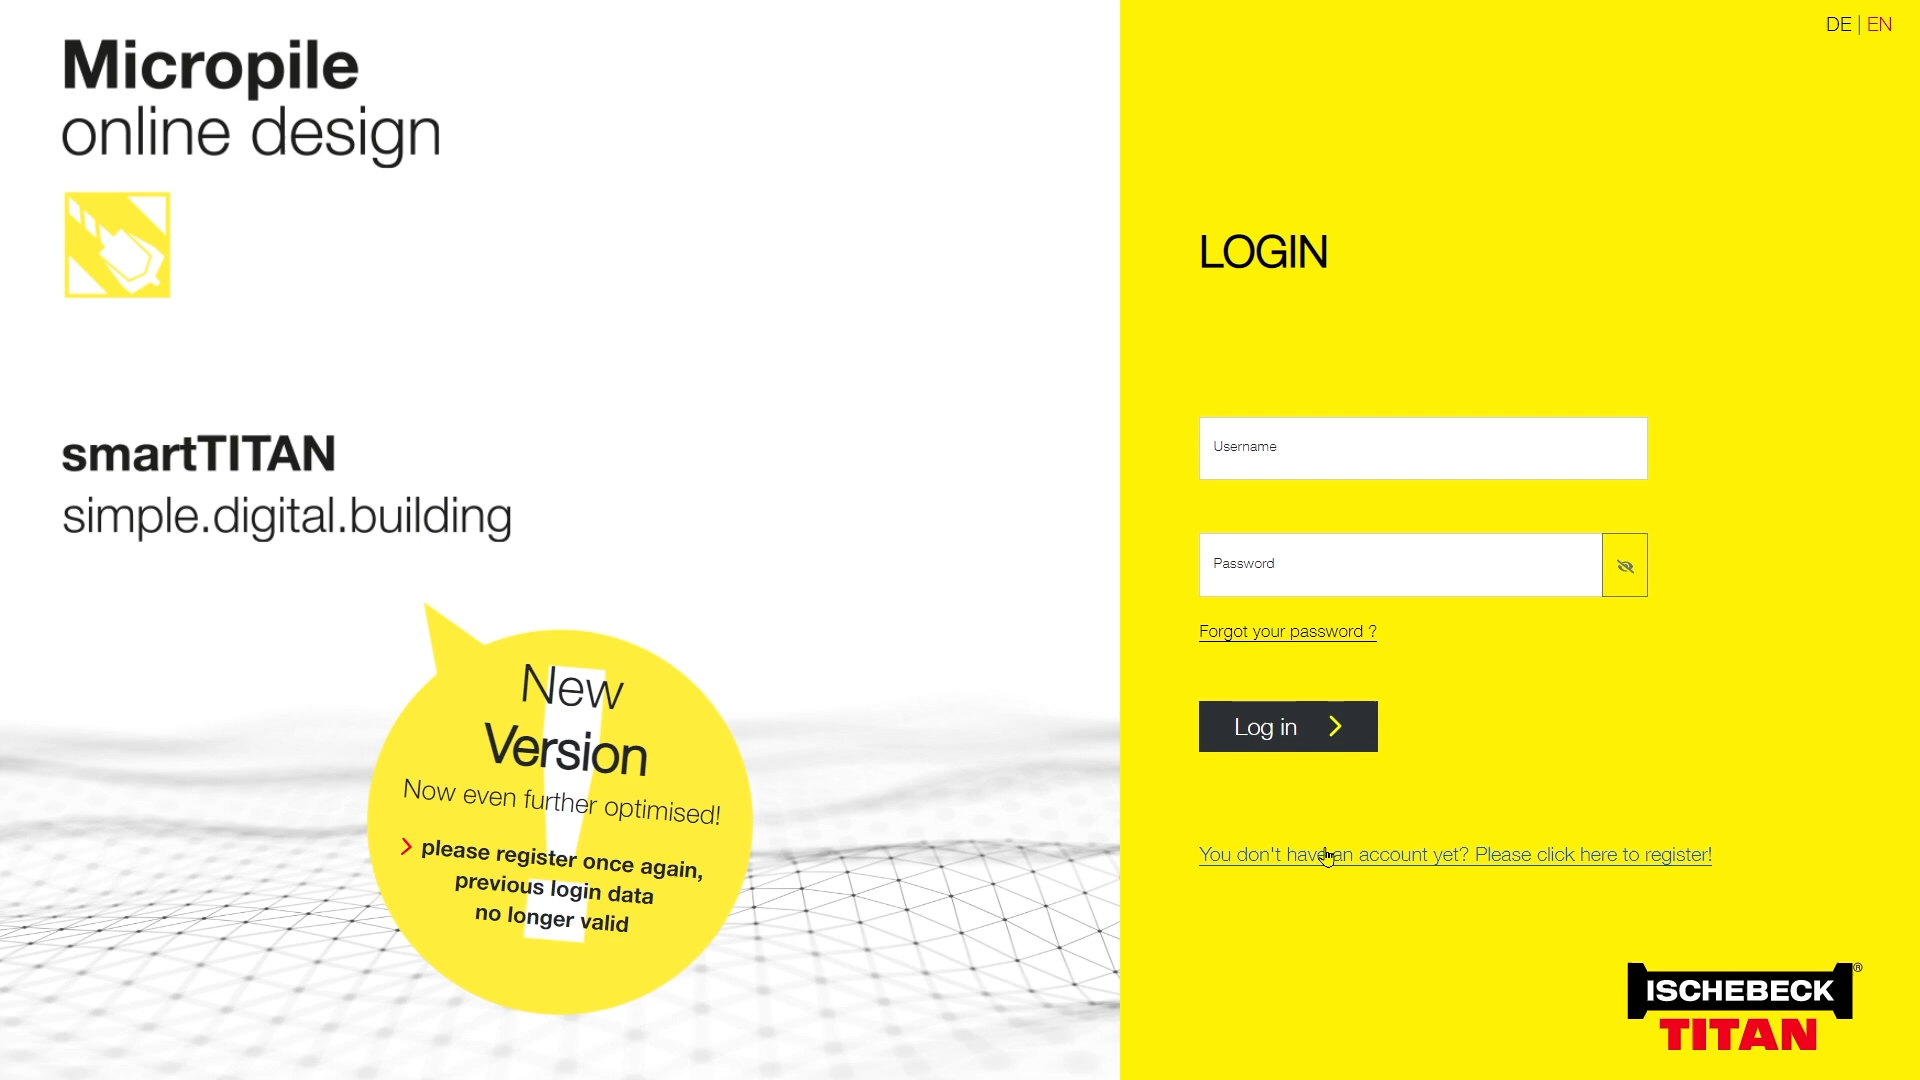 Micropile
online design
smartTITAN
simple.digital.building
New
Version
Now even further optimised!
please register once again,
previous login data
no longer valid
DE | EN
LOGIN
Username
Password
Forgot your password ?
Log in
You don't have an account yet? Please click here to register!
ISCHEBECK®
TITAN